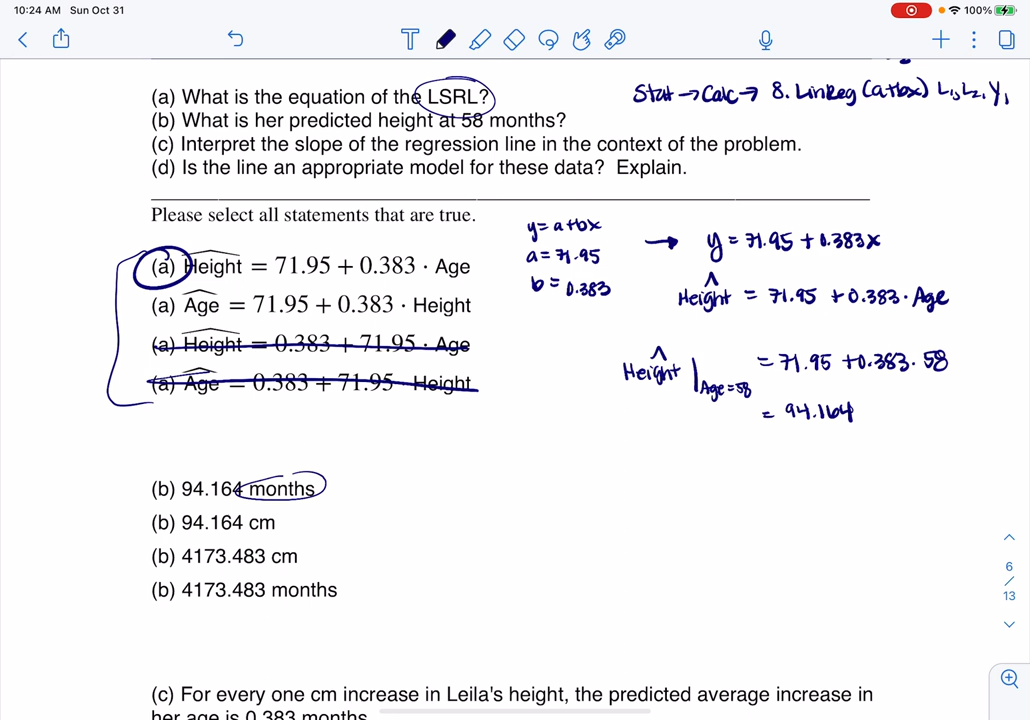 10:24 AM Sun Oct 31
100%
Stat → Calc → 8. LinReg (a+bx) L1, L2, Y1
(a) What is the equation of the LSRL?
(b) What is her predicted height at 58 months?
(c) Interpret the slope of the regression line in the context of the problem.
(d) Is the line an appropriate model for these data? Explain.
Please select all statements that are true.
(a) Height = 71.95 + 0.383 · Age
(a) Age = 71.95 + 0.383 · Height
(a) Height = 0.383 + 71.95 · Age
(a) Age = 0.383 + 71.95 · Height
y = a+bx
a = 71.95
b = 0.383
→ y = 71.95 + 0.383x
Height = 71.95 + 0.383 · Age
Height | Age = 58 = 71.95 + 0.383 · 58
= 94.164
(b) 94.164 months
(b) 94.164 cm
(b) 4173.483 cm
(b) 4173.483 months
6
/
13
(c) For every one cm increase in Leila's height, the predicted average increase in
her age is 0.383 months.